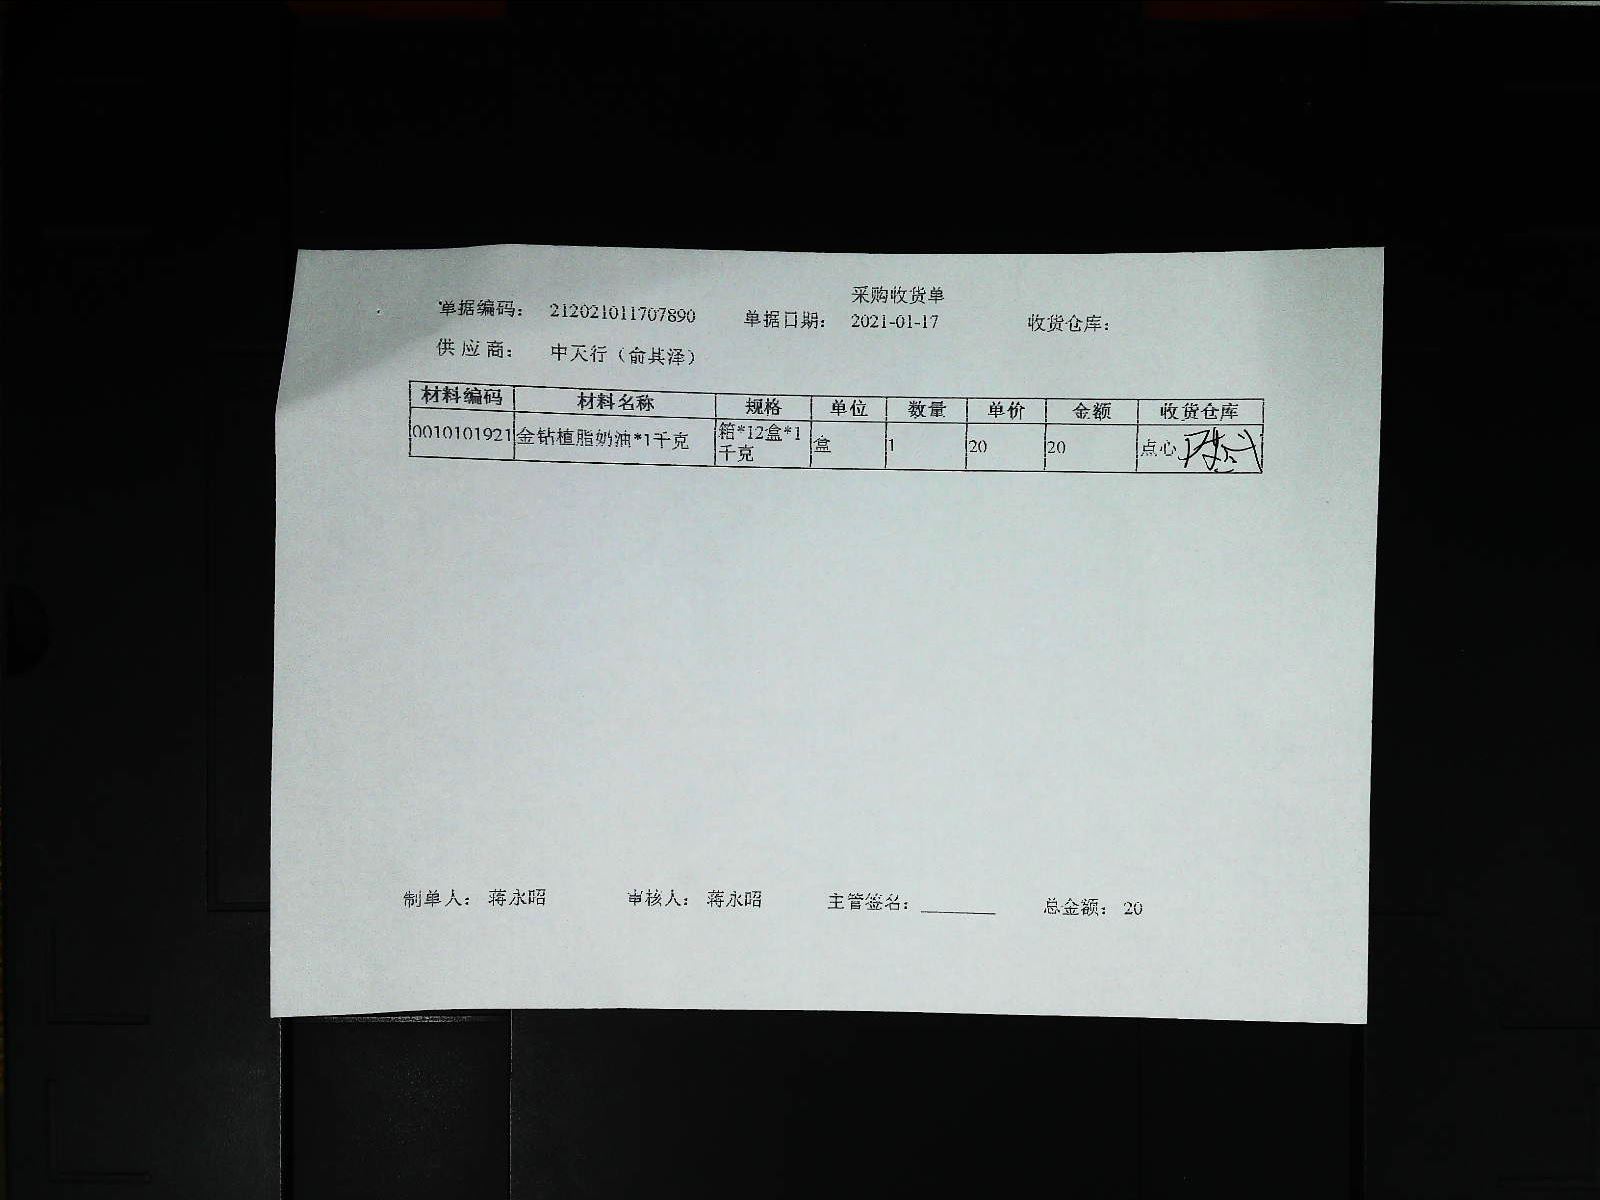 采购收货单
单据编码: 212021011707890 单据日期: 2021-01-17 收货仓库:
供应商: 中天行（俞其泽）
材料编码 材料名称 规格 单位 数量 单价 金额 收货仓库
0010101921 金钻植脂奶油*1千克 箱*12盒*1千克 盒 1 20 20 点心
制单人: 蒋永昭 审核人: 蒋永昭 主管签名: 总金额: 20